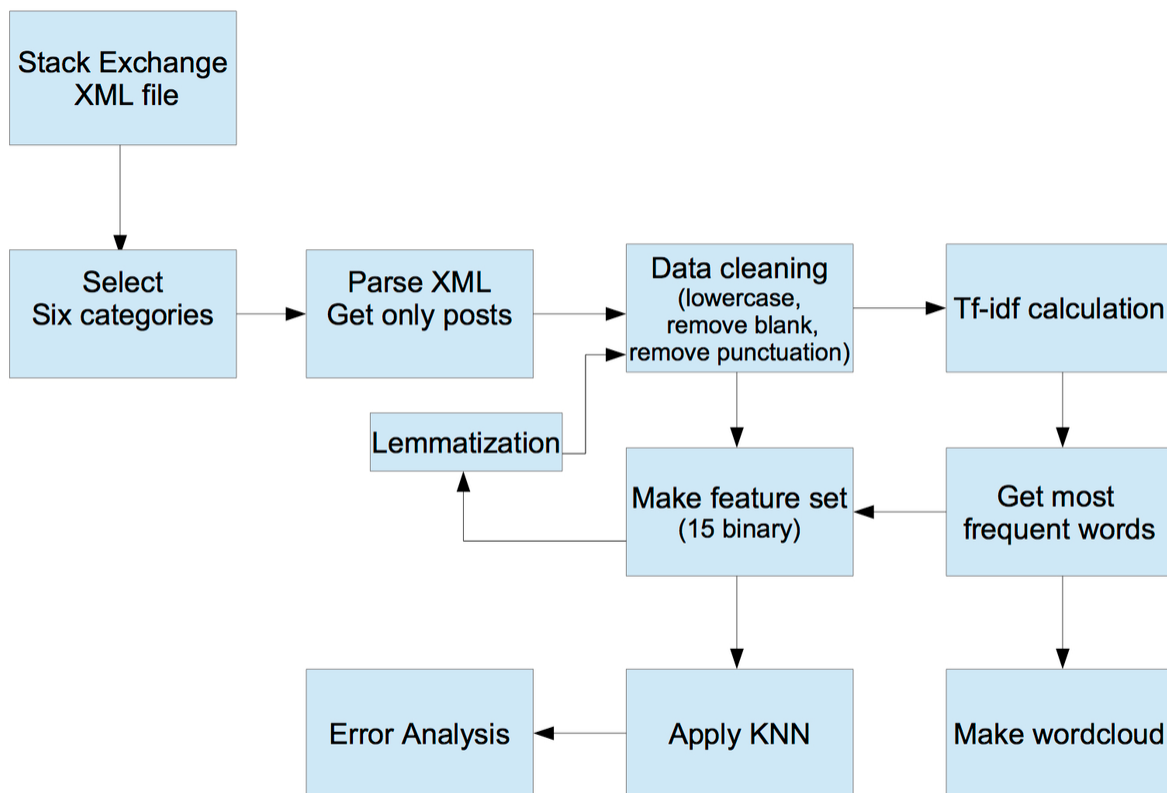 Stack Exchange
XML file
Select
Six categories
Parse XML
Get only posts
Data cleaning
(lowercase,
remove blank,
remove punctuation)
Tf-idf calculation
Lemmatization
Make feature set
(15 binary)
Get most
frequent words
Error Analysis
Apply KNN
Make wordcloud